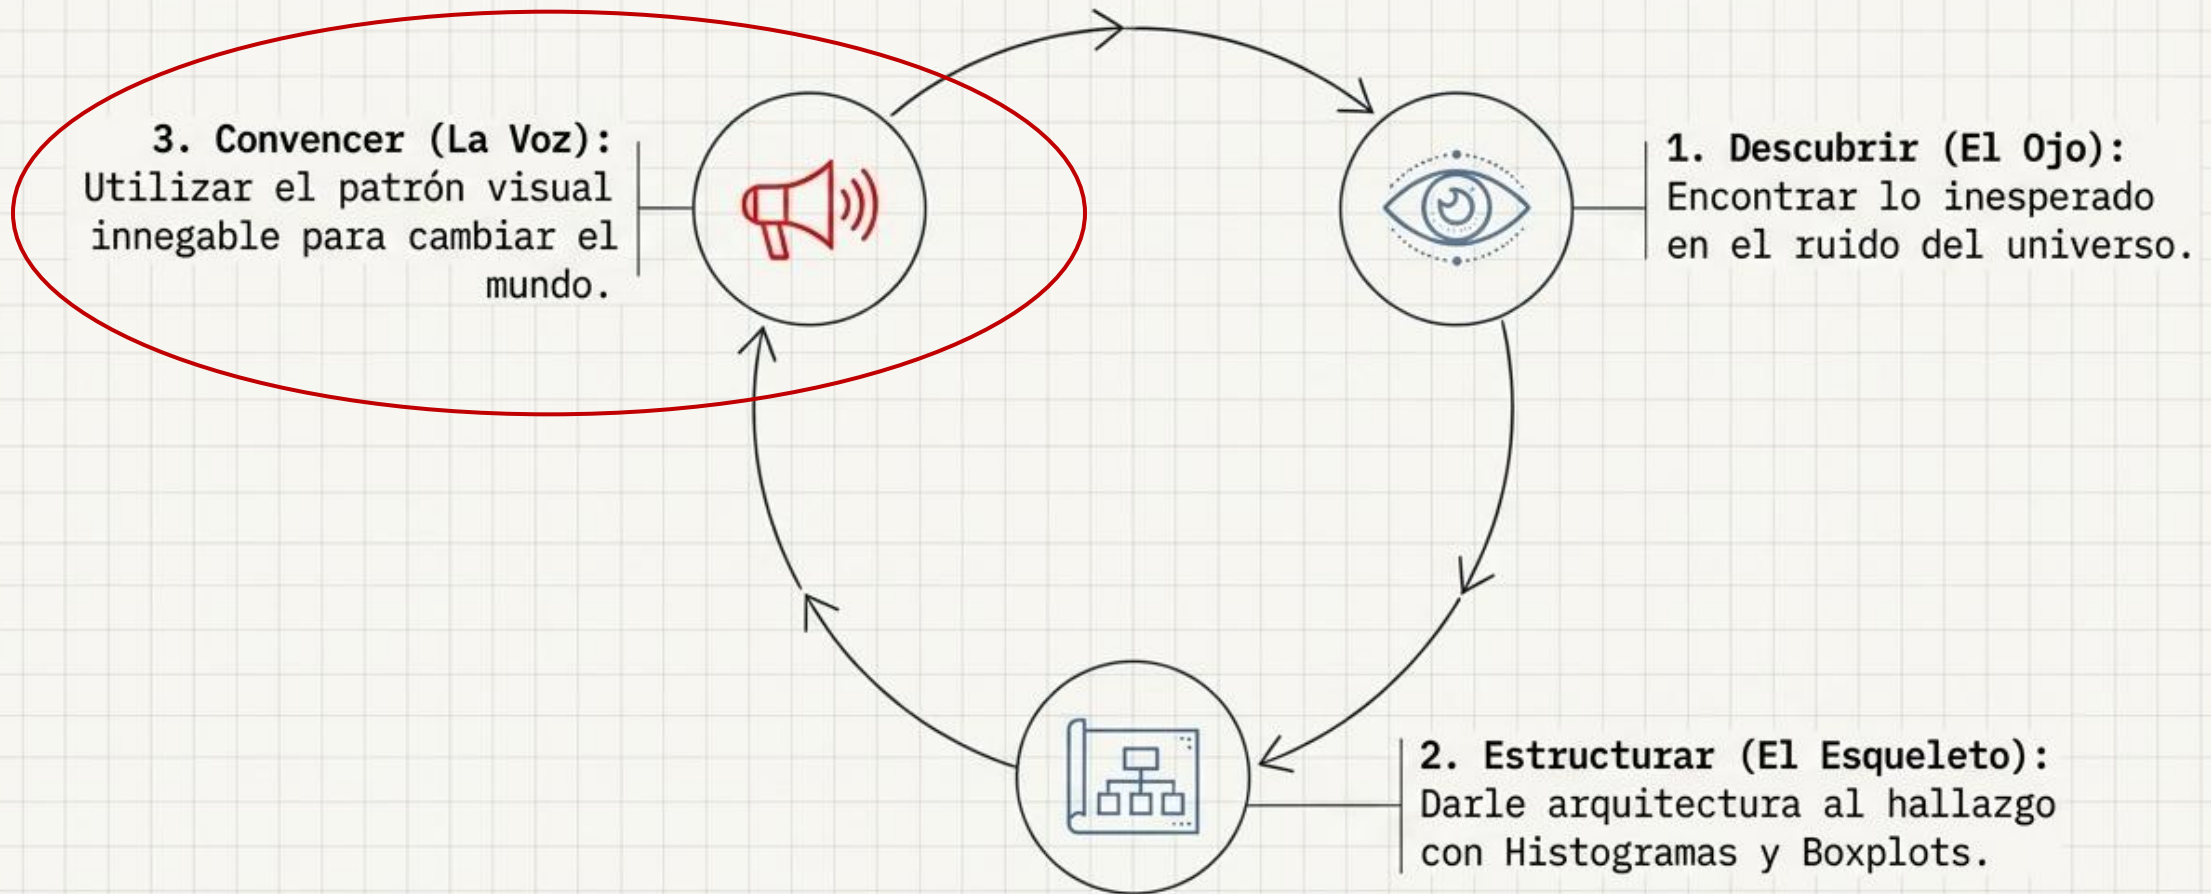 3. Convencer (La Voz):
Utilizar el patrón visual
innegable para cambiar el
mundo.
1. Descubrir (El Ojo):
Encontrar lo inesperado
en el ruido del universo.
2. Estructurar (El Esqueleto):
Darle arquitectura al hallazgo
con Histogramas y Boxplots.